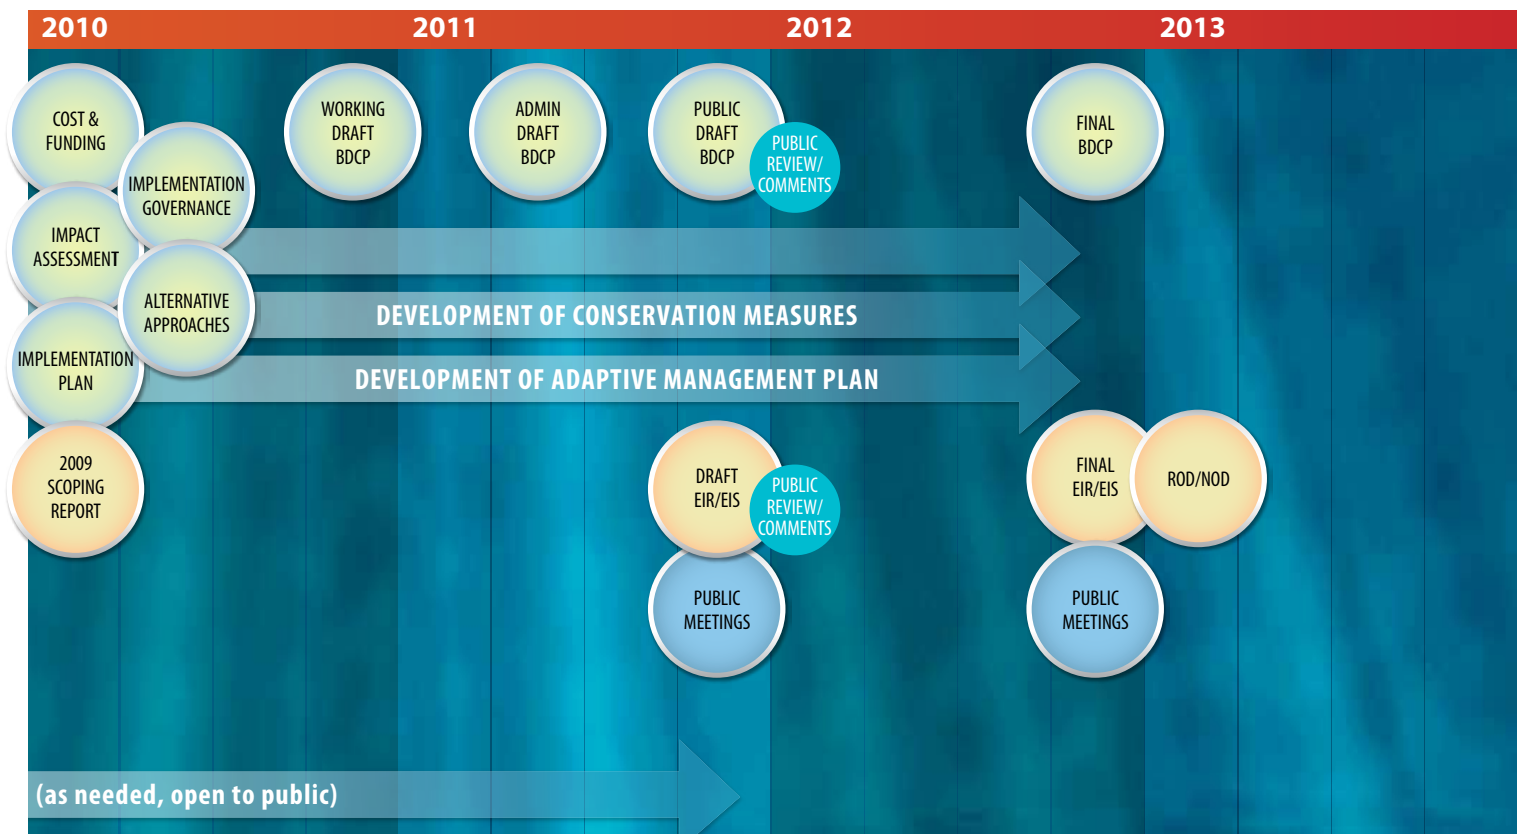 2010
2011
2012
2013
COST &
FUNDING
IMPLEMENTATION
GOVERNANCE
IMPACT
ASSESSMENT
ALTERNATIVE
APPROACHES
IMPLEMENTATION
PLAN
2009
SCOPING
REPORT
WORKING
DRAFT
BDCP
ADMIN
DRAFT
BDCP
PUBLIC
DRAFT
BDCP
PUBLIC
REVIEW/
COMMENTS
FINAL
BDCP
DEVELOPMENT OF CONSERVATION MEASURES
DEVELOPMENT OF ADAPTIVE MANAGEMENT PLAN
DRAFT
EIR/EIS
PUBLIC
REVIEW/
COMMENTS
FINAL
EIR/EIS
ROD/NOD
PUBLIC
MEETINGS
PUBLIC
MEETINGS
(as needed, open to public)